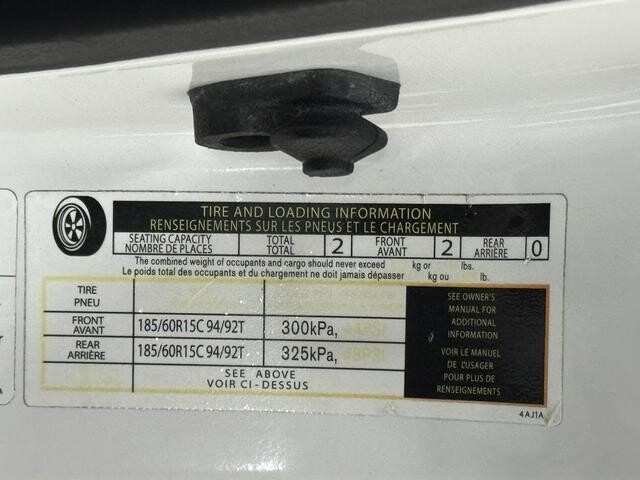 TIRE AND LOADING INFORMATION
RENSEIGNEMENTS SUR LES PNEUS ET LE CHARGEMENT
SEATING CAPACITY TOTAL 2 FRONT 2 REAR 0
NOMBRE DE PLACES TOTAL AVANT ARRIÈRE
The combined weight of occupants and cargo should never exceed kg or lbs.
Le poids total des occupants et du chargement ne doit jamais dépasser kg ou lb.
TIRE
PNEU
FRONT
AVANT
185/60R15C 94/92T 300kPa,
REAR
ARRIÈRE
185/60R15C 94/92T 325kPa,
SEE ABOVE
VOIR CI-DESSUS
SEE OWNER'S
MANUAL FOR
ADDITIONAL
INFORMATION
VOIR LE MANUEL
DE L'USAGER
POUR PLUS DE
RENSEIGNEMENTS
4AJ1A